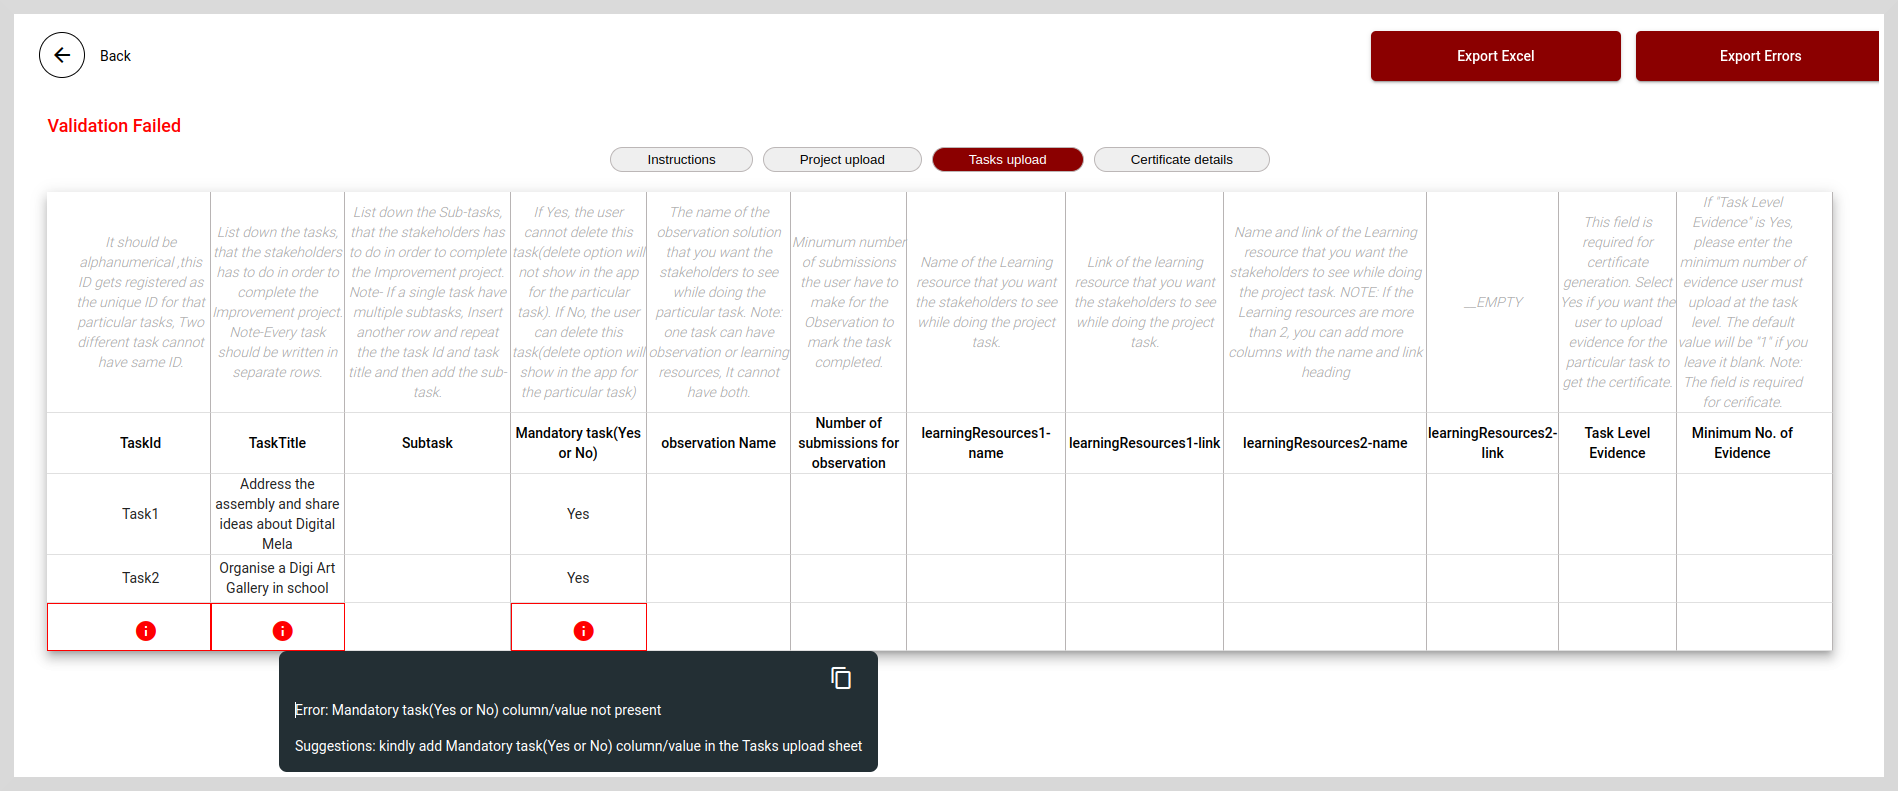 Back
Export Excel
Export Errors
Validation Failed
Instructions
Project upload
Tasks upload
Certificate details
It should be
alphanumerical ,this
ID gets registered as
the unique ID for that
particular tasks, Two
different task cannot
have same ID.
List down the tasks,
that the stakeholders
has to do in order to
complete the
Improvement project.
Note-Every task
should be written in
separate rows.
List down the Sub-tasks,
that the stakeholders has
to do in order to complete
the Improvement project.
Note- If a single task have
multiple subtasks, Insert
another row and repeat
the the task Id and task
title and then add the sub-
task.
If Yes, the user
cannot delete this
task(delete option will
not show in the app
for the particular
task). If No, the user
can delete this
task(delete option will
show in the app for
the particular task)
The name of the
observation solution
that you want the
stakeholders to see
while doing the
particular task. Note:
one task can have
observation or learning
resources, It cannot
have both.
Minumum number
of submissions
the user have to
make for the
Observation to
mark the task
completed.
Name of the Learning
resource that you want
the stakeholders to see
while doing the project
task.
Link of the learning
resource that you want
the stakeholders to see
while doing the project
task.
Name and link of the Learning
resource that you want the
stakeholders to see while doing
the project task. NOTE: If the
Learning resources are more
than 2, you can add more
columns with the name and link
heading
__EMPTY
This field is
required for
certificate
generation. Select
Yes if you want the
user to upload
evidence for the
particular task to
get the certificate.
If "Task Level
Evidence" is Yes,
please enter the
minimum number of
evidence user must
upload at the task
level. The default
value will be "1" if you
leave it blank. Note:
The field is required
for cerificate.
TaskId
TaskTitle
Subtask
Mandatory task(Yes
or No)
observation Name
Number of
submissions for
observation
learningResources1-
name
learningResources1-link
learningResources2-name
learningResources2-
link
Task Level
Evidence
Minimum No. of
Evidence
Task1
Address the
assembly and share
ideas about Digital
Mela
Yes
Task2
Organise a Digi Art
Gallery in school
Yes
Error: Mandatory task(Yes or No) column/value not present
Suggestions: kindly add Mandatory task(Yes or No) column/value in the Tasks upload sheet